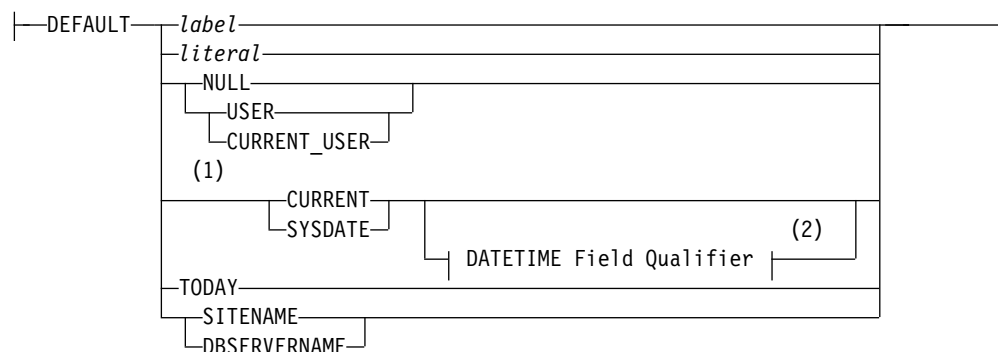 DEFAULT label
literal
NULL
USER
CURRENT_USER
(1)
CURRENT
SYSDATE
(2)
DATETIME Field Qualifier
TODAY
SITENAME
DBSERVERNAME